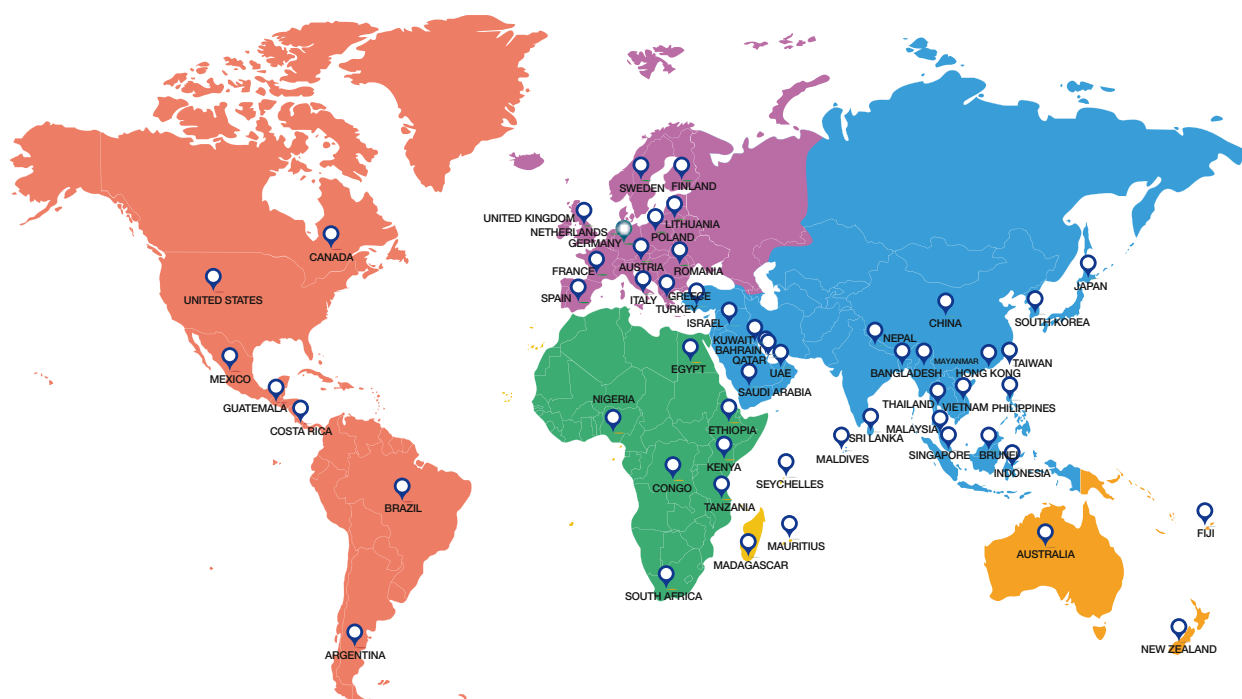 CANADA
UNITED STATES
MEXICO
GUATEMALA
COSTA RICA
BRAZIL
ARGENTINA
SWEDEN
FINLAND
UNITED KINGDOM
LITHUANIA
NETHERLANDS
POLAND
GERMANY
FRANCE
AUSTRIA
ROMANIA
SPAIN
ITALY
GREECE
TURKEY
ISRAEL
KUWAIT
BAHRAIN
QATAR
UAE
SAUDI ARABIA
EGYPT
NIGERIA
ETHIOPIA
KENYA
CONGO
TANZANIA
SEYCHELLES
MAURITIUS
MADAGASCAR
SOUTH AFRICA
JAPAN
CHINA
SOUTH KOREA
NEPAL
MAYANMAR
TAIWAN
BANGLADESH
HONG KONG
THAILAND
VIETNAM
PHILIPPINES
MALAYSIA
SRI LANKA
MALDIVES
SINGAPORE
BRUNEI
INDONESIA
FIJI
AUSTRALIA
NEW ZEALAND